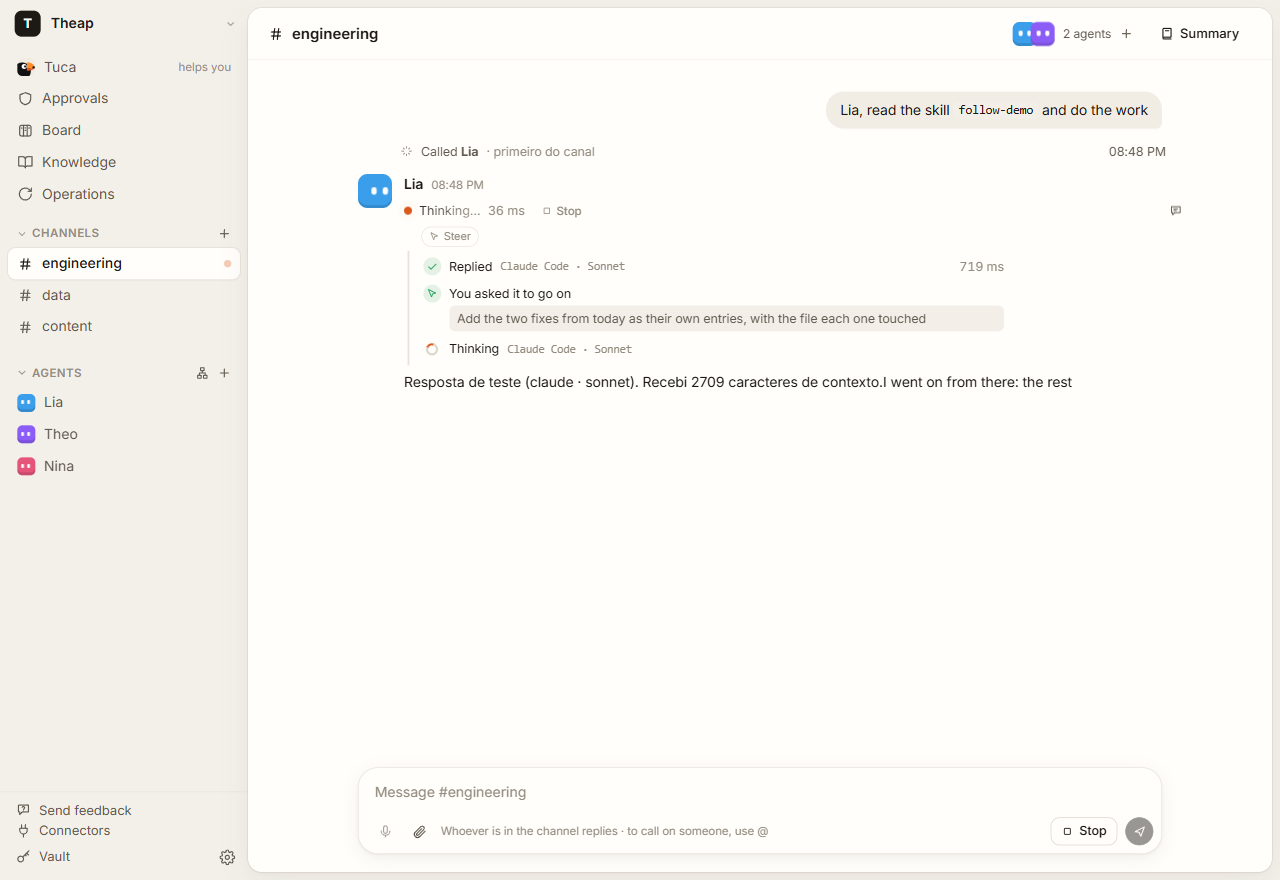 T Theap
Tuca helps you
Approvals
Board
Knowledge
Operations
CHANNELS
# engineering
# data
# content
AGENTS
Lia
Theo
Nina
Send feedback
Connectors
Vault
# engineering
2 agents + Summary
Lia, read the skill follow-demo and do the work
Called Lia · primeiro do canal 08:48 PM
Lia 08:48 PM
Thinking... 36 ms Stop
Steer
Replied Claude Code · Sonnet 719 ms
You asked it to go on
Add the two fixes from today as their own entries, with the file each one touched
Thinking Claude Code · Sonnet
Resposta de teste (claude · sonnet). Recebi 2709 caracteres de contexto.I went on from there: the rest
Message #engineering
Whoever is in the channel replies · to call on someone, use @
Stop